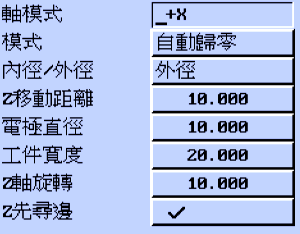 軸模式 _+X
模式 自動歸零
內徑/外徑 外徑
Z移動距離 10.000
電極直徑 10.000
工件寬度 20.000
Z軸旋轉 10.000
Z先尋邊 ✓